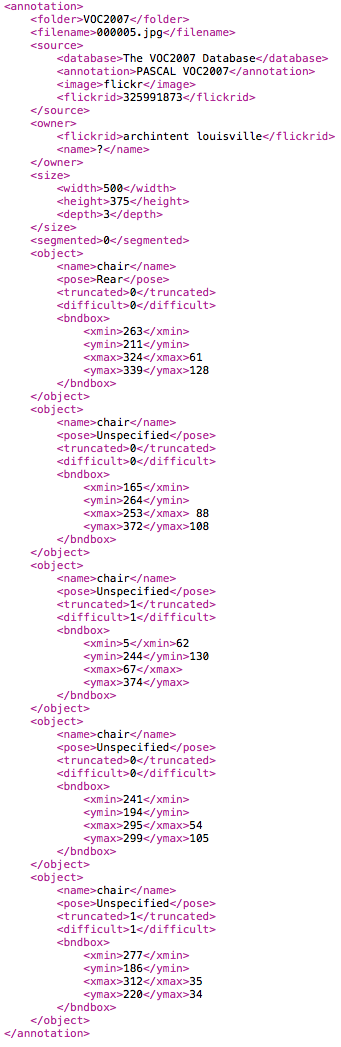 <annotation>
<folder>VOC2007</folder>
<filename>000005.jpg</filename>
<source>
<database>The VOC2007 Database</database>
<annotation>PASCAL VOC2007</annotation>
<image>flickr</image>
<flickrid>325991873</flickrid>
</source>
<owner>
<flickrid>archintent louisville</flickrid>
<name>?</name>
</owner>
<size>
<width>500</width>
<height>375</height>
<depth>3</depth>
</size>
<segmented>0</segmented>
<object>
<name>chair</name>
<pose>Rear</pose>
<truncated>0</truncated>
<difficult>0</difficult>
<bndbox>
<xmin>263</xmin>
<ymin>211</ymin>
<xmax>324</xmax>61
<ymax>339</ymax>128
</bndbox>
</object>
<object>
<name>chair</name>
<pose>Unspecified</pose>
<truncated>0</truncated>
<difficult>0</difficult>
<bndbox>
<xmin>165</xmin>
<ymin>264</ymin>
<xmax>253</xmax> 88
<ymax>372</ymax>108
</bndbox>
</object>
<object>
<name>chair</name>
<pose>Unspecified</pose>
<truncated>1</truncated>
<difficult>1</difficult>
<bndbox>
<xmin>5</xmin>62
<ymin>244</ymin>130
<xmax>67</xmax>
<ymax>374</ymax>
</bndbox>
</object>
<object>
<name>chair</name>
<pose>Unspecified</pose>
<truncated>0</truncated>
<difficult>0</difficult>
<bndbox>
<xmin>241</xmin>
<ymin>194</ymin>
<xmax>295</xmax>54
<ymax>299</ymax>105
</bndbox>
</object>
<object>
<name>chair</name>
<pose>Unspecified</pose>
<truncated>1</truncated>
<difficult>1</difficult>
<bndbox>
<xmin>277</xmin>
<ymin>186</ymin>
<xmax>312</xmax>35
<ymax>220</ymax>34
</bndbox>
</object>
</annotation>